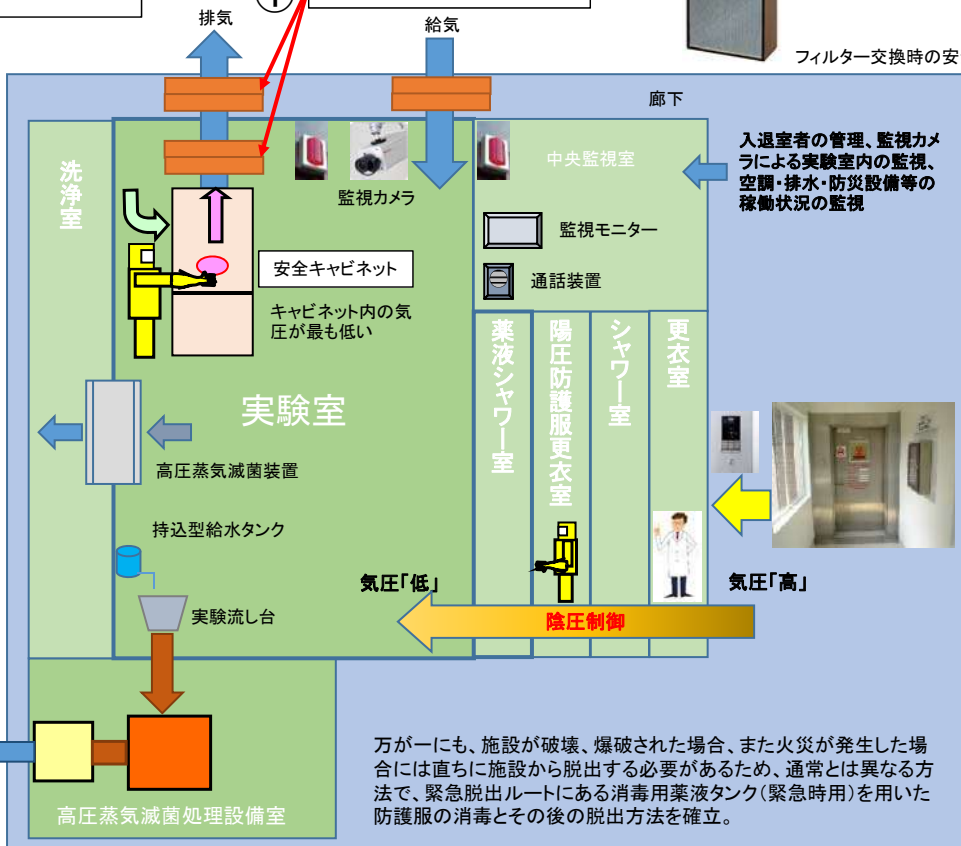 ①
排気
給気
フィルター交換時の安
廊下
入退室者の管理、監視カメ
ラによる実験室内の監視、
空調・排水・防災設備等の
稼働状況の監視
中央監視室
洗浄室
監視カメラ
監視モニター
通話装置
安全キャビネット
キャビネット内の気
圧が最も低い
薬液シャワー室
陽圧防護服更衣室
シャワー室
更衣室
実験室
高圧蒸気滅菌装置
持込型給水タンク
気圧「低」
気圧「高」
実験流し台
陰圧制御
万が一にも、施設が破壊、爆破された場合、また火災が発生した場
合には直ちに施設から脱出する必要があるため、通常とは異なる方
法で、緊急脱出ルートにある消毒用薬液タンク(緊急時用)を用いた
防護服の消毒とその後の脱出方法を確立。
高圧蒸気滅菌処理設備室